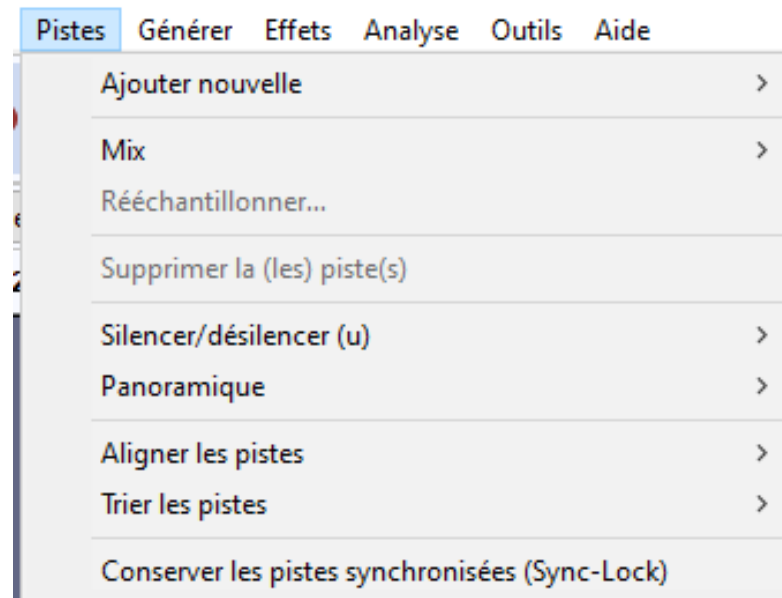 Pistes Générer Effets Analyse Outils Aide
Ajouter nouvelle
Mix
Rééchantillonner...
Supprimer la (les) piste(s)
Silencer/désilencer (u)
Panoramique
Aligner les pistes
Trier les pistes
Conserver les pistes synchronisées (Sync-Lock)